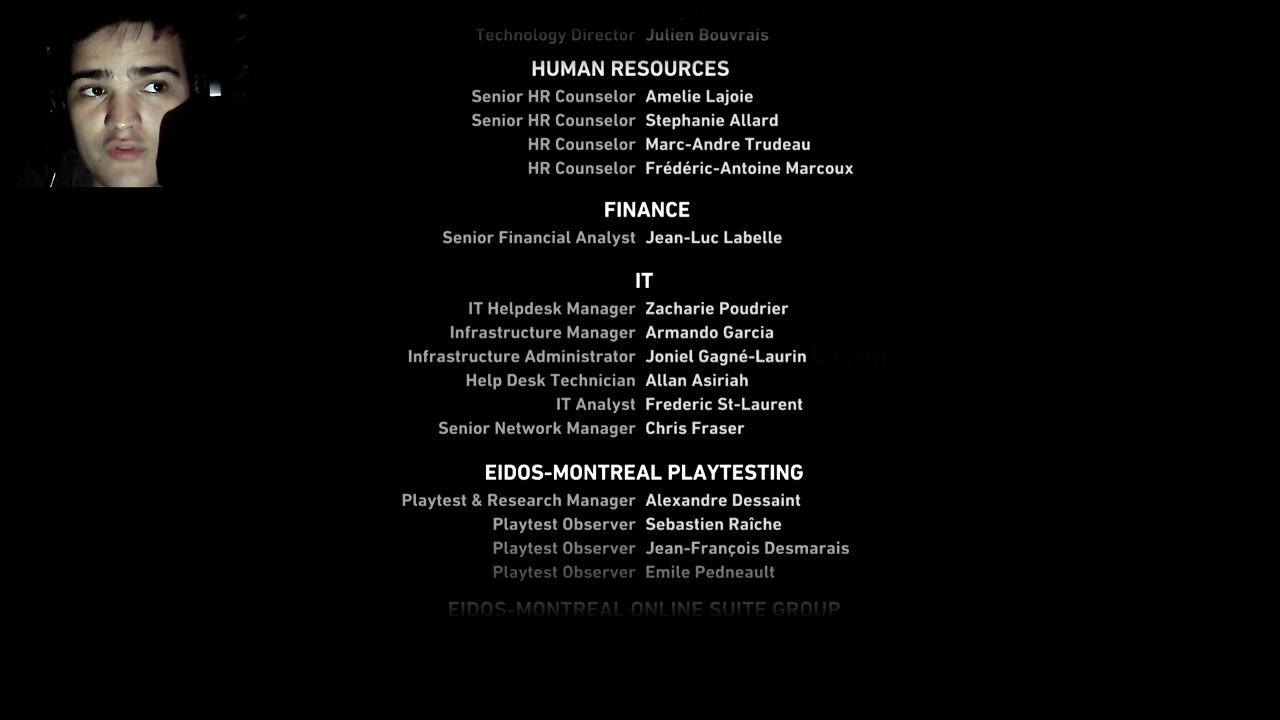 Technology Director Julien Bouvrais
HUMAN RESOURCES
Senior HR Counselor Amelie Lajoie
Senior HR Counselor Stephanie Allard
HR Counselor Marc-Andre Trudeau
HR Counselor Frédéric-Antoine Marcoux
FINANCE
Senior Financial Analyst Jean-Luc Labelle
IT
IT Helpdesk Manager Zacharie Poudrier
Infrastructure Manager Armando Garcia
Infrastructure Administrator Joniel Gagné-Laurin
Help Desk Technician Allan Asiriah
IT Analyst Frederic St-Laurent
Senior Network Manager Chris Fraser
EIDOS-MONTREAL PLAYTESTING
Playtest & Research Manager Alexandre Dessaint
Playtest Observer Sebastien Raîche
Playtest Observer Jean-François Desmarais
Playtest Observer Emile Pedneault
EIDOS-MONTREAL ONLINE SUITE GROUP